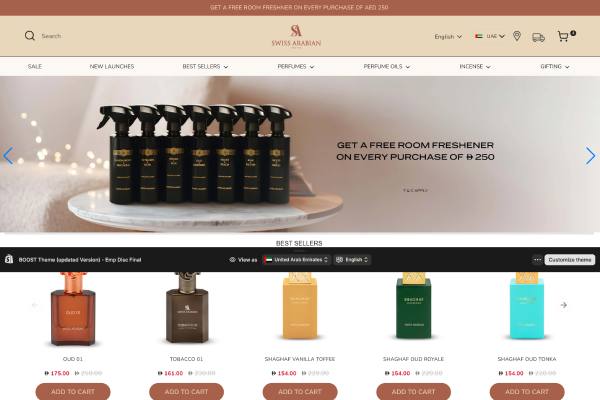 GET A FREE ROOM FRESHENER ON EVERY PURCHASE OF AED 250
Search
SWISS ARABIAN
English
UAE
SALE
NEW LAUNCHES
BEST SELLERS
PERFUMES
PERFUME OILS
INCENSE
GIFTING
GET A FREE ROOM FRESHENER
ON EVERY PURCHASE OF 250
T&C APPLY
BEST SELLERS
BOOST Theme (updated Version) - Emp Disc Final
View as
United Arab Emirates
English
Customize theme
OUD 01
TOBACCO 01
SHAGHAF VANILLA TOFFEE
SHAGHAF OUD ROYALE
SHAGHAF OUD TONKA
175.00 250.00
161.00 230.00
154.00 220.00
154.00 220.00
154.00 220.00
ADD TO CART
ADD TO CART
ADD TO CART
ADD TO CART
ADD TO CART